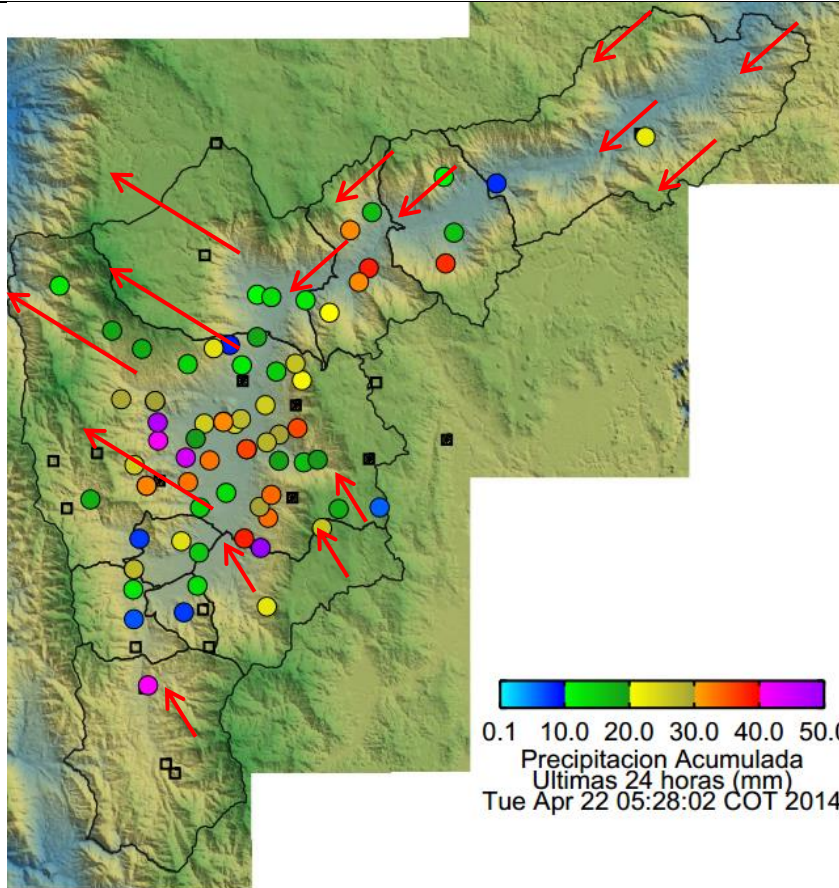 0.1 10.0 20.0 30.0 40.0 50.0
Precipitacion Acumulada
Ultimas 24 horas (mm)
Tue Apr 22 05:28:02 COT 2014